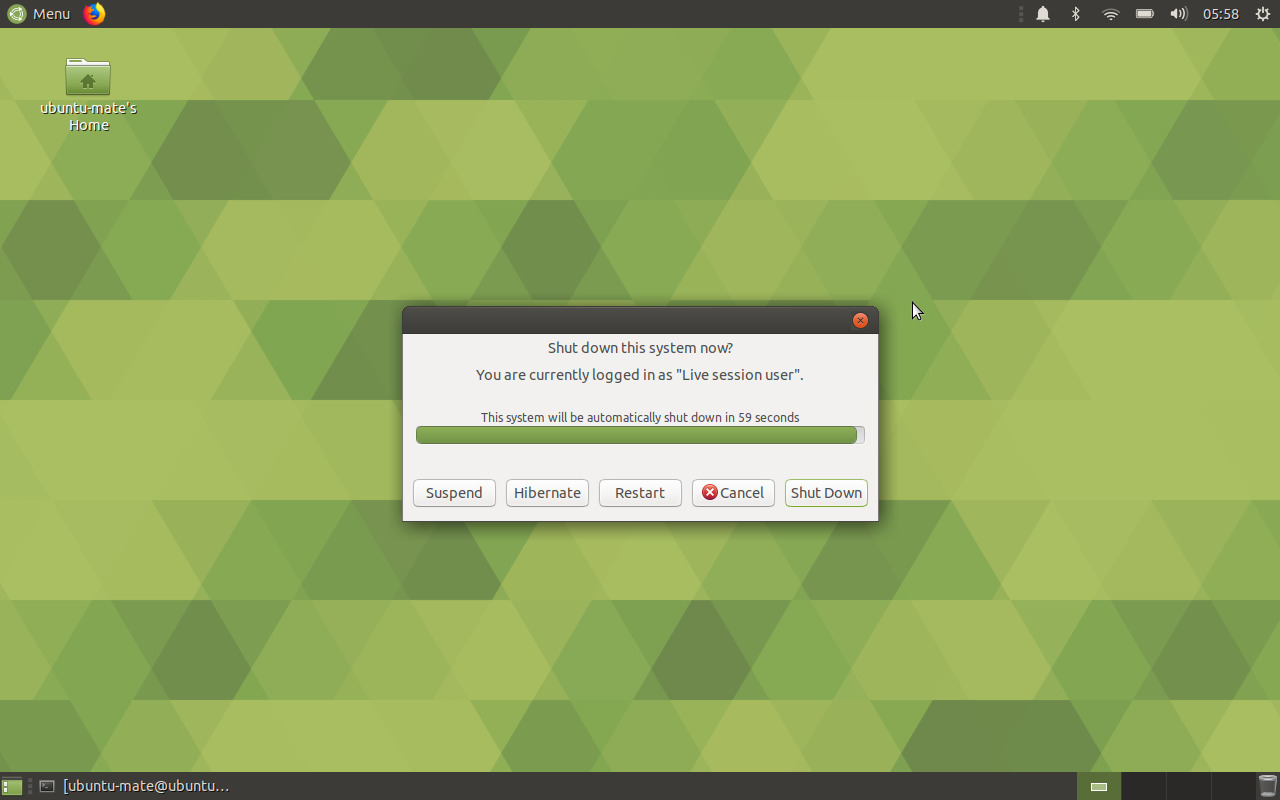 Menu
05:58
ubuntu-mate's
Home
Shut down this system now?
You are currently logged in as "Live session user".
This system will be automatically shut down in 59 seconds
Suspend
Hibernate
Restart
Cancel
Shut Down
[ubuntu-mate@ubuntu…